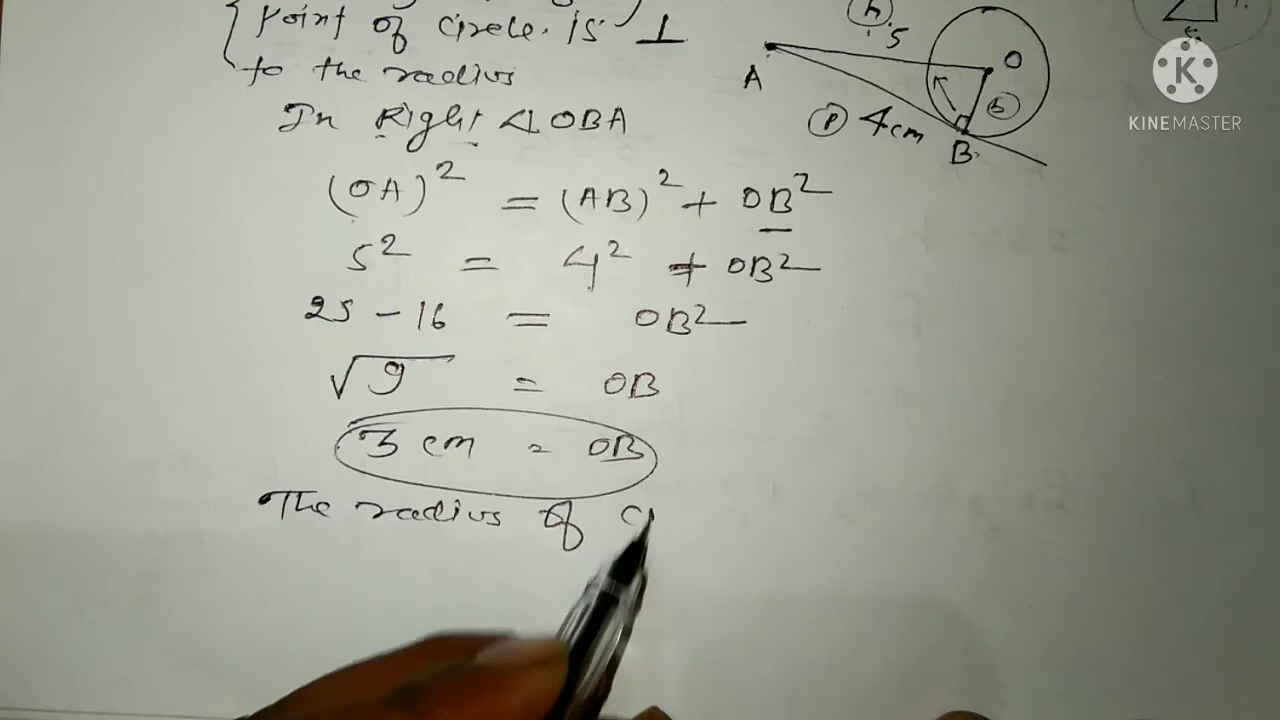 point of circle. is ⊥
to the radius
In Right ⊿ OBA
(OA)² = (AB)² + OB²
5² = 4² + OB²
25 - 16 = OB²
√9 = OB
3 cm = OB
The radius of c
h
5
A
O
b
P 4cm
B
K
KINEMASTER